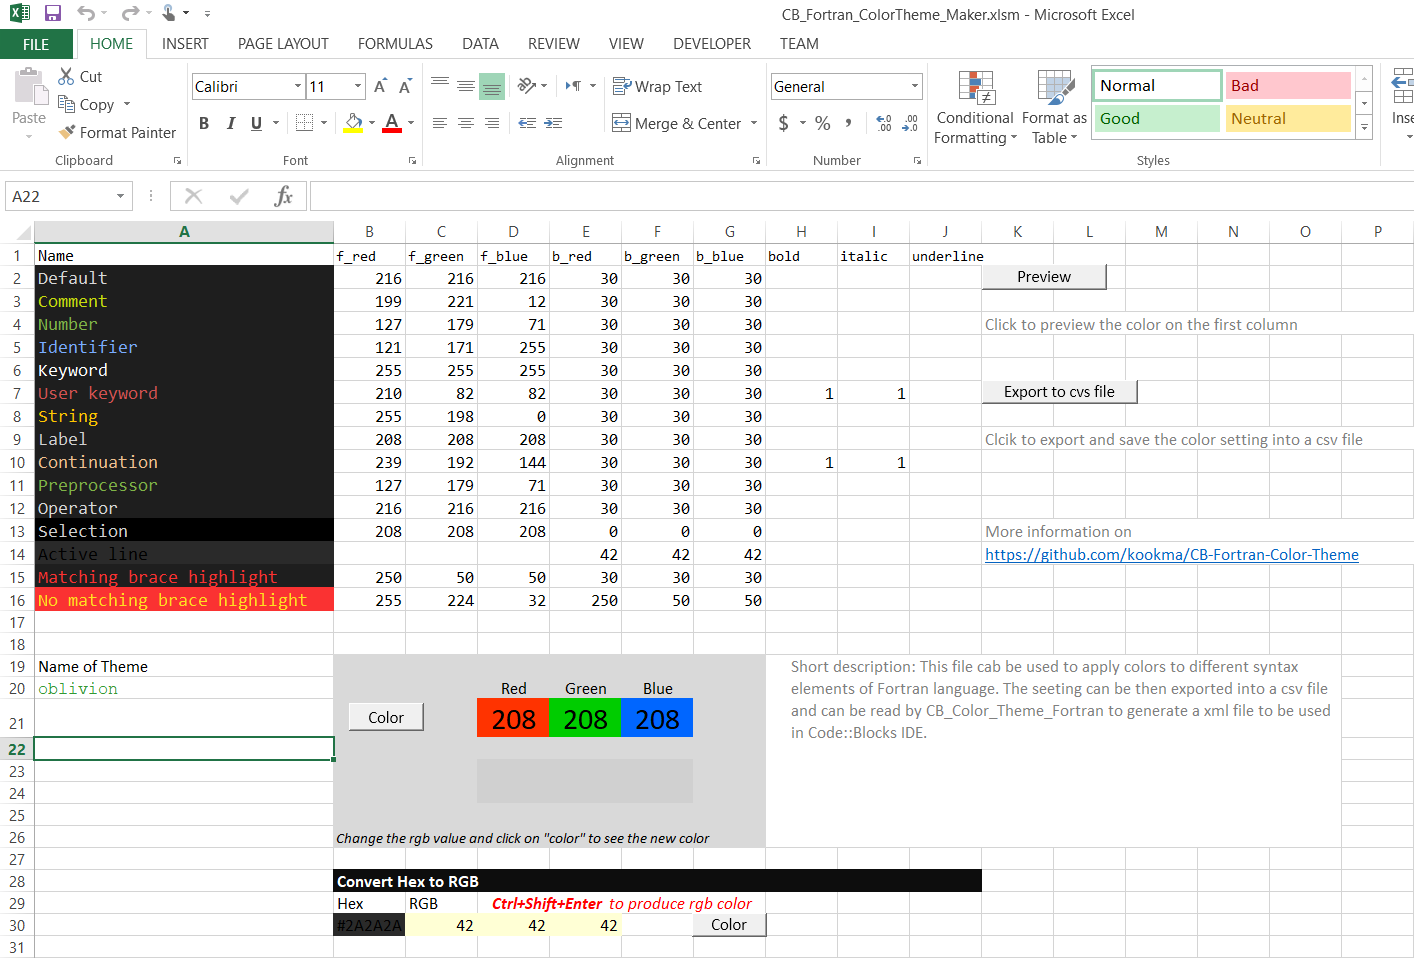 CB_Fortran_ColorTheme_Maker.xlsm - Microsoft Excel
FILE HOME INSERT PAGE LAYOUT FORMULAS DATA REVIEW VIEW DEVELOPER TEAM
Paste
Cut
Copy
Format Painter
Clipboard
Calibri 11
B I U A
Font
Wrap Text
Merge & Center
Alignment
General
$ % ,
Number
Conditional Formatting
Format as Table
Normal Bad
Good Neutral
Styles
Inse
A22 fx
A B C D E F G H I J K L M N O P
1 Name f_red f_green f_blue b_red b_green b_blue bold italic underline
2 Default 216 216 216 30 30 30 Preview
3 Comment 199 221 12 30 30 30
4 Number 127 179 71 30 30 30 Click to preview the color on the first column
5 Identifier 121 171 255 30 30 30
6 Keyword 255 255 255 30 30 30
7 User keyword 210 82 82 30 30 30 1 1 Export to cvs file
8 String 255 198 0 30 30 30
9 Label 208 208 208 30 30 30 Clcik to export and save the color setting into a csv file
10 Continuation 239 192 144 30 30 30 1 1
11 Preprocessor 127 179 71 30 30 30
12 Operator 216 216 216 30 30 30
13 Selection 208 208 208 0 0 0 More information on
14 Active line 42 42 42 https://github.com/kookma/CB-Fortran-Color-Theme
15 Matching brace highlight 250 50 50 30 30 30
16 No matching brace highlight 255 224 32 250 50 50
17
18
19 Name of Theme Short description: This file cab be used to apply colors to different syntax
20 oblivion Red Green Blue elements of Fortran language. The seeting can be then exported into a csv file
21 Color 208 208 208 and can be read by CB_Color_Theme_Fortran to generate a xml file to be used
in Code::Blocks IDE.
22
23
24
25
26 Change the rgb value and click on "color" to see the new color
27
28 Convert Hex to RGB
29 Hex RGB Ctrl+Shift+Enter to produce rgb color
30 #2A2A2A 42 42 42 Color
31